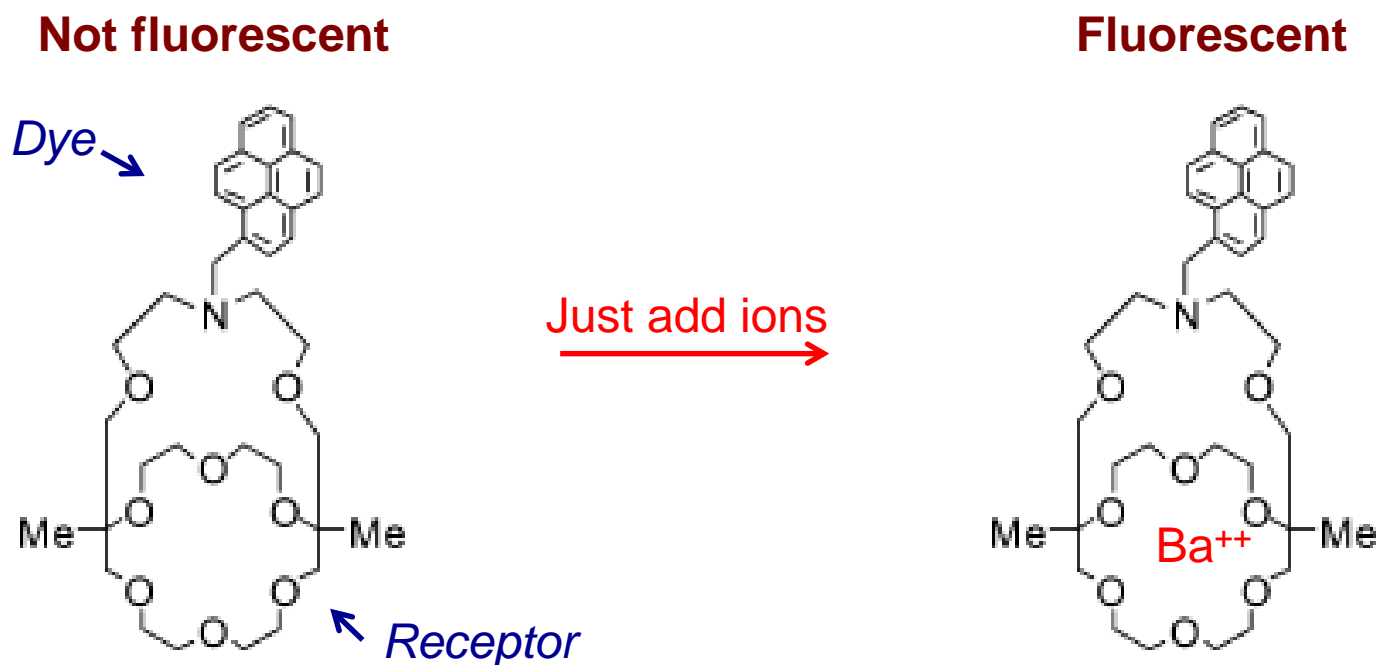 Not fluorescent
Fluorescent
Dye
N
N
Just add ions
O O
O O
O
O
O O
O O
Me Me
Me Me
Ba++
O O
O O
O
O
Receptor